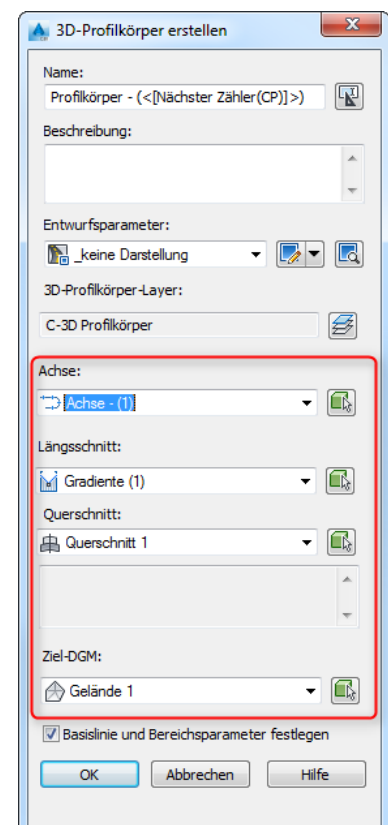 3D-Profilkörper erstellen
Name:
Profilkörper - (<[Nächster Zähler(CP)]>)
Beschreibung:
Entwurfsparameter:
_keine Darstellung
3D-Profilkörper-Layer:
C-3D Profilkörper
Achse:
Achse - (1)
Längsschnitt:
Gradiente (1)
Querschnitt:
Querschnitt 1
Ziel-DGM:
Gelände 1
Basislinie und Bereichsparameter festlegen
OK Abbrechen Hilfe